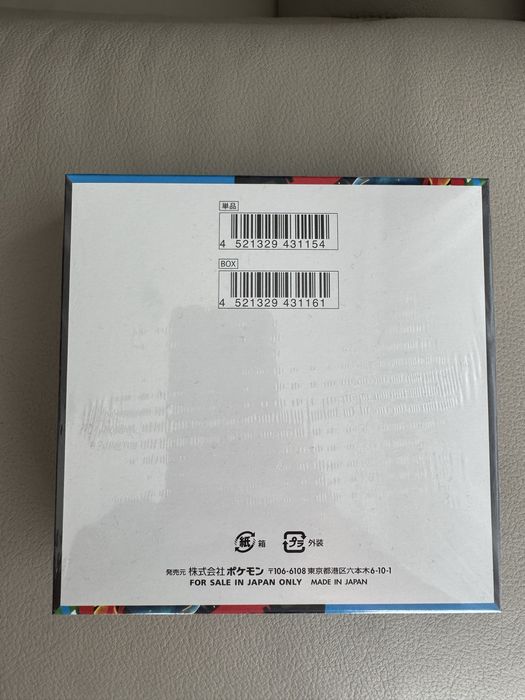 単品
4 521329 431154
BOX
4 521329 431161
紙 箱 プラ 外装
発売元 株式会社ポケモン 〒106-6108 東京都港区六本木6-10-1
FOR SALE IN JAPAN ONLY MADE IN JAPAN